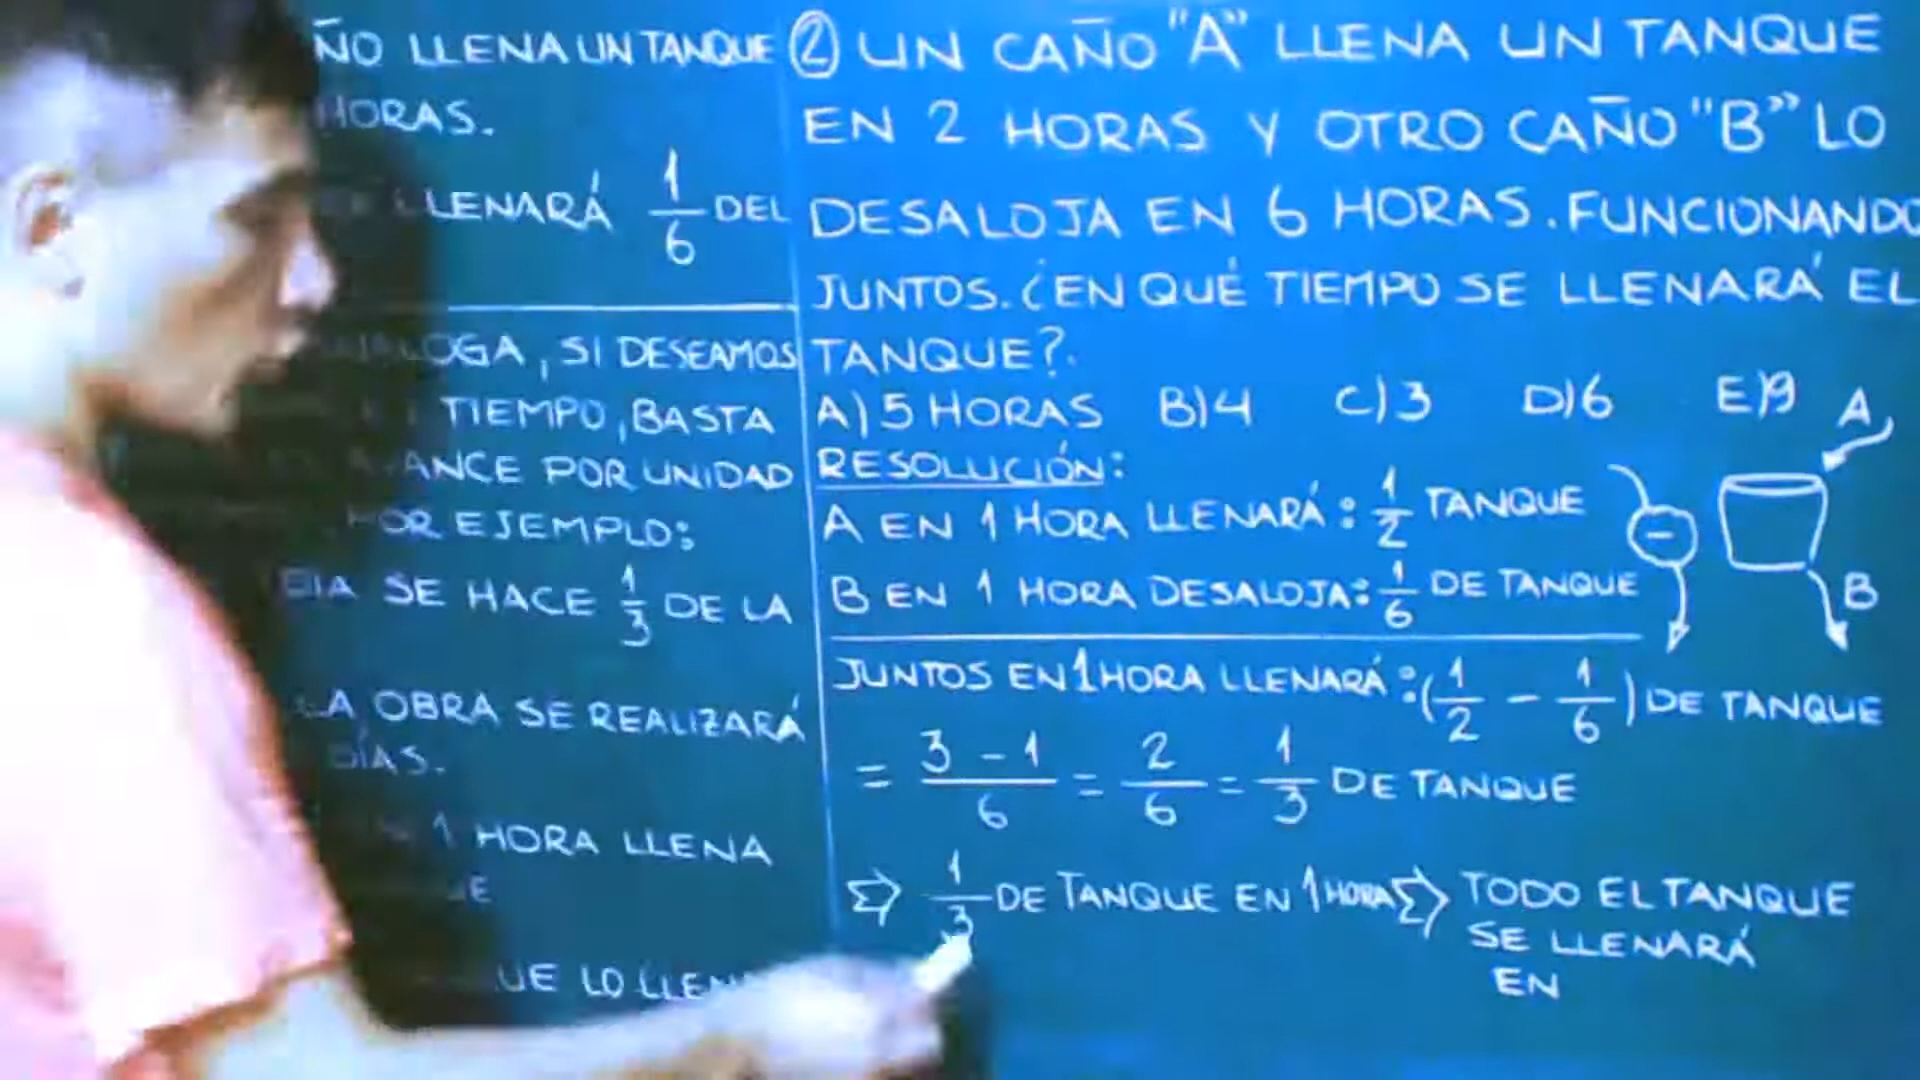 ÑO LLENA UN TANQUE
HORAS.
LLENARÁ 1/6 DEL
ALOGA, SI DESEAMOS
TIEMPO, BASTA
ANCE POR UNIDAD
POR EJEMPLO:
DIA SE HACE 1/3 DE LA
LA OBRA SE REALIZARÁ
DÍAS.
1 HORA LLENA
UE LO LLEN
② UN CAÑO "A" LLENA UN TANQUE
EN 2 HORAS Y OTRO CAÑO "B" LO
DESALOJA EN 6 HORAS. FUNCIONANDO
JUNTOS. ¿EN QUÉ TIEMPO SE LLENARÁ EL
TANQUE?.
A) 5 HORAS B) 4 C) 3 D) 6 E) 9
RESOLUCIÓN:
A EN 1 HORA LLENARÁ: 1/2 TANQUE
B EN 1 HORA DESALOJA: 1/6 DE TANQUE
JUNTOS EN 1 HORA LLENARÁ: (1/2 - 1/6) DE TANQUE
= (3 - 1)/6 = 2/6 = 1/3 DE TANQUE
⇒ 1/3 DE TANQUE EN 1 HORA ⇒ TODO EL TANQUE
SE LLENARÁ
EN
A
-
B